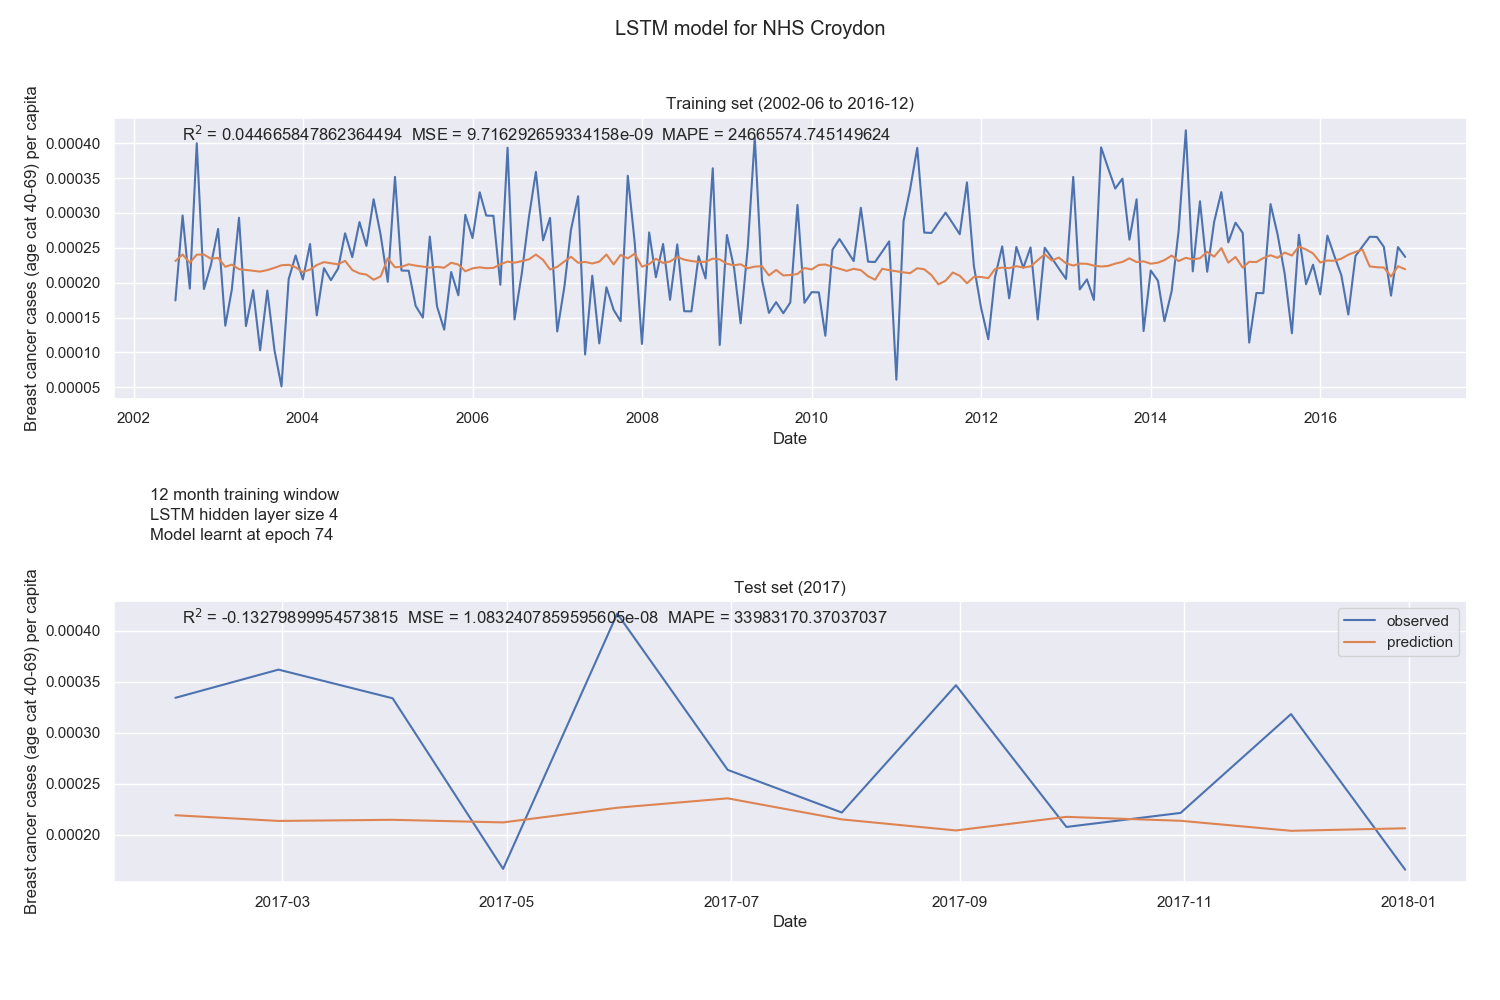 LSTM model for NHS Croydon
Training set (2002-06 to 2016-12)
R² = 0.044665847862364494 MSE = 9.716292659334158e-09 MAPE = 24665574.745149624
Breast cancer cases (age cat 40-69) per capita
0.00040
0.00035
0.00030
0.00025
0.00020
0.00015
0.00010
0.00005
2002 2004 2006 2008 2010 2012 2014 2016
Date
12 month training window
LSTM hidden layer size 4
Model learnt at epoch 74
Test set (2017)
R² = -0.13279899954573815 MSE = 1.0832407859595605e-08 MAPE = 33983170.37037037
observed
prediction
Breast cancer cases (age cat 40-69) per capita
0.00040
0.00035
0.00030
0.00025
0.00020
2017-03 2017-05 2017-07 2017-09 2017-11 2018-01
Date